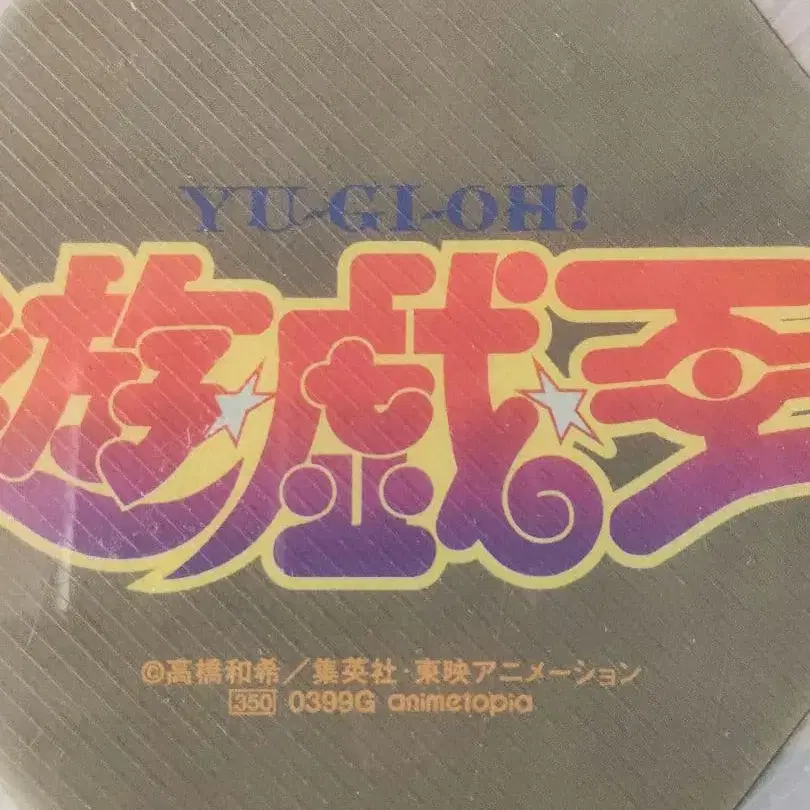 YU-GI-OH!
遊☆戯☆王
©高橋和希／集英社・東映アニメーション
350 0399G animetopia